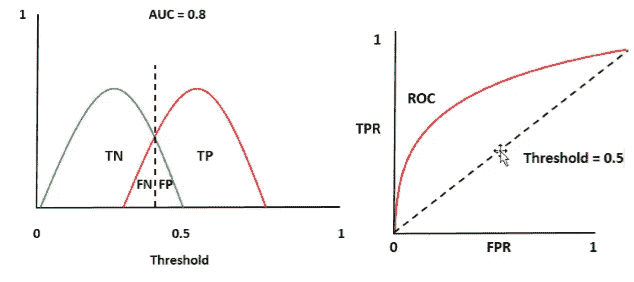 AUC = 0.8
1
TN
TP
FN
FP
0
0.5
1
Threshold
1
ROC
TPR
Threshold = 0.5
0
FPR
1